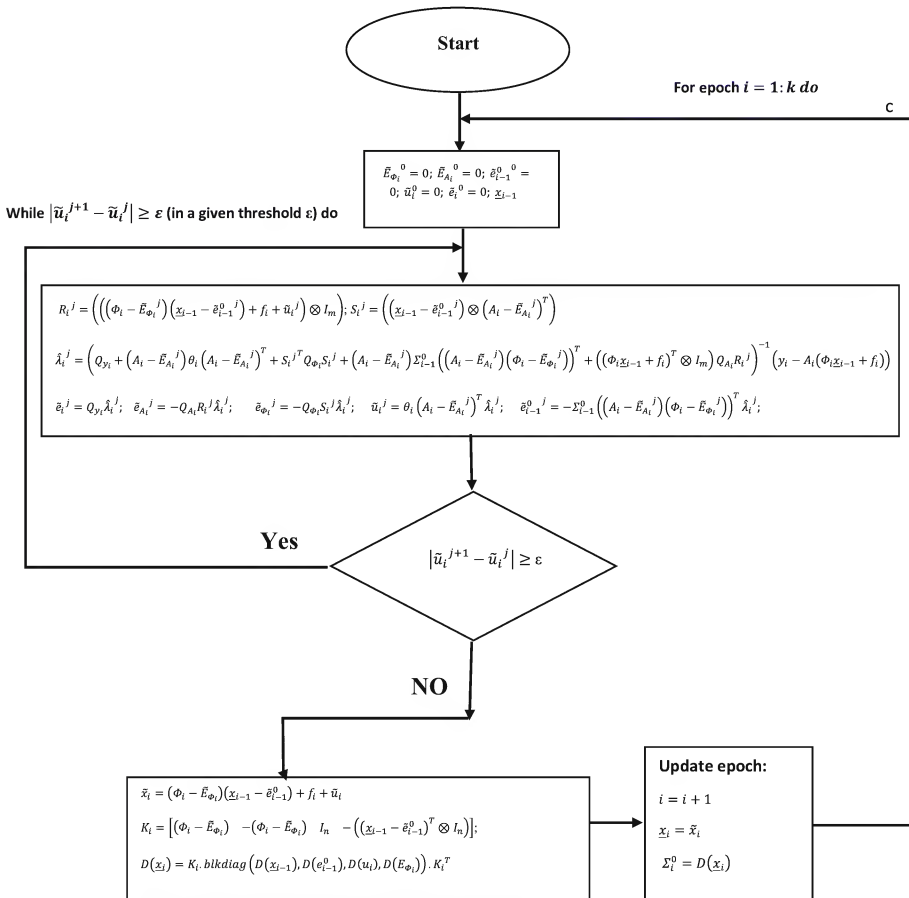 Start
For epoch 𝒊 = 𝟏: 𝒌 𝒅𝒐
C
Ẽ_{Φ_i}^0 = 0; Ẽ_{A_i}^0 = 0; ẽ_{i−1}^0{}^0 =
0; ũ_i^0 = 0; ẽ_i^0 = 0; x̲_{i−1}
While |ũ_i^{j+1} − ũ_i^j| ≥ ε (in a given threshold ε) do
R_i^j = (((Φ_i − Ẽ_{Φ_i}^j)(x̲_{i−1} − ẽ_{i−1}^0{}^j) + f_i + ũ_i^j) ⊗ I_m); S_i^j = ((x̲_{i−1} − ẽ_{i−1}^0{}^j) ⊗ (A_i − Ẽ_{A_i}^j)^T)
λ̂_i^j = (Q_{y_i} + (A_i − Ẽ_{A_i}^j)θ_i(A_i − Ẽ_{A_i}^j)^T + S_i^{jT}Q_{Φ_i}S_i^j + (A_i − Ẽ_{A_i}^j)Σ_{i−1}^0((A_i − Ẽ_{A_i}^j)(Φ_i − Ẽ_{Φ_i}^j))^T + ((Φ_i x̲_{i−1} + f_i)^T ⊗ I_m)Q_{A_i}R_i^j)^{−1}(y_i − A_i(Φ_i x̲_{i−1} + f_i))
ẽ_i^j = Q_{y_i}λ̂_i^j; ẽ_{A_i}^j = −Q_{A_i}R_i^jλ̂_i^j; ẽ_{Φ_i}^j = −Q_{Φ_i}S_i^jλ̂_i^j; ũ_i^j = θ_i(A_i − Ẽ_{A_i}^j)^Tλ̂_i^j; ẽ_{i−1}^0{}^j = −Σ_{i−1}^0((A_i − Ẽ_{A_i}^j)(Φ_i − Ẽ_{Φ_i}^j))^Tλ̂_i^j;
Yes
|ũ_i^{j+1} − ũ_i^j| ≥ ε
NO
x̃_i = (Φ_i − Ẽ_{Φ_i})(x̲_{i−1} − ẽ_{i−1}^0) + f_i + ũ_i
K_i = [(Φ_i − Ẽ_{Φ_i}) −(Φ_i − Ẽ_{Φ_i}) I_n −((x̲_{i−1} − ẽ_{i−1}^0)^T ⊗ I_n)];
D(x̲_i) = K_i. blkdiag(D(x̲_{i−1}), D(e_{i−1}^0), D(u_i), D(E_{Φ_i})). K_i^T
Update epoch:
i = i + 1
x̲_i = x̃_i
Σ_i^0 = D(x̲_i)